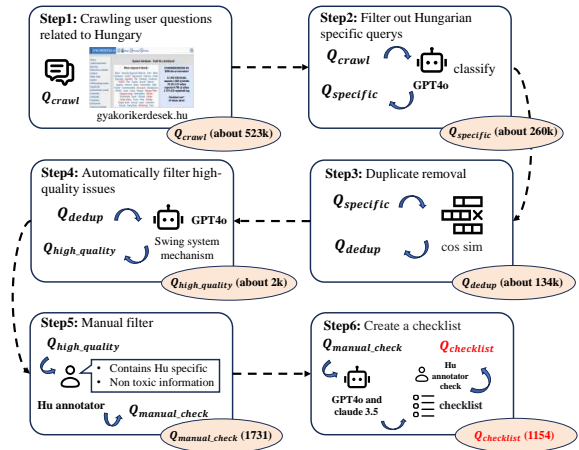 Step1: Crawling user questions
related to Hungary
Q_crawl
gyakorikerdesek.hu
Q_crawl (about 523k)
Step2: Filter out Hungarian
specific querys
Q_crawl
Q_specific
GPT4o
classify
Q_specific (about 260k)
Step4: Automatically filter high-
quality issues
Q_dedup
GPT4o
Q_high_quality
Swing system
mechanism
Q_high_quality (about 2k)
Step3: Duplicate removal
Q_specific
Q_dedup
cos sim
Q_dedup (about 134k)
Step5: Manual filter
Q_high_quality
• Contains Hu specific
• Non toxic information
Hu annotator
Q_manual_check
Q_manual_check (1731)
Step6: Create a checklist
Q_manual_check
Q_checklist
Hu
annotator
check
GPT4o and
claude 3.5
checklist
Q_checklist (1154)